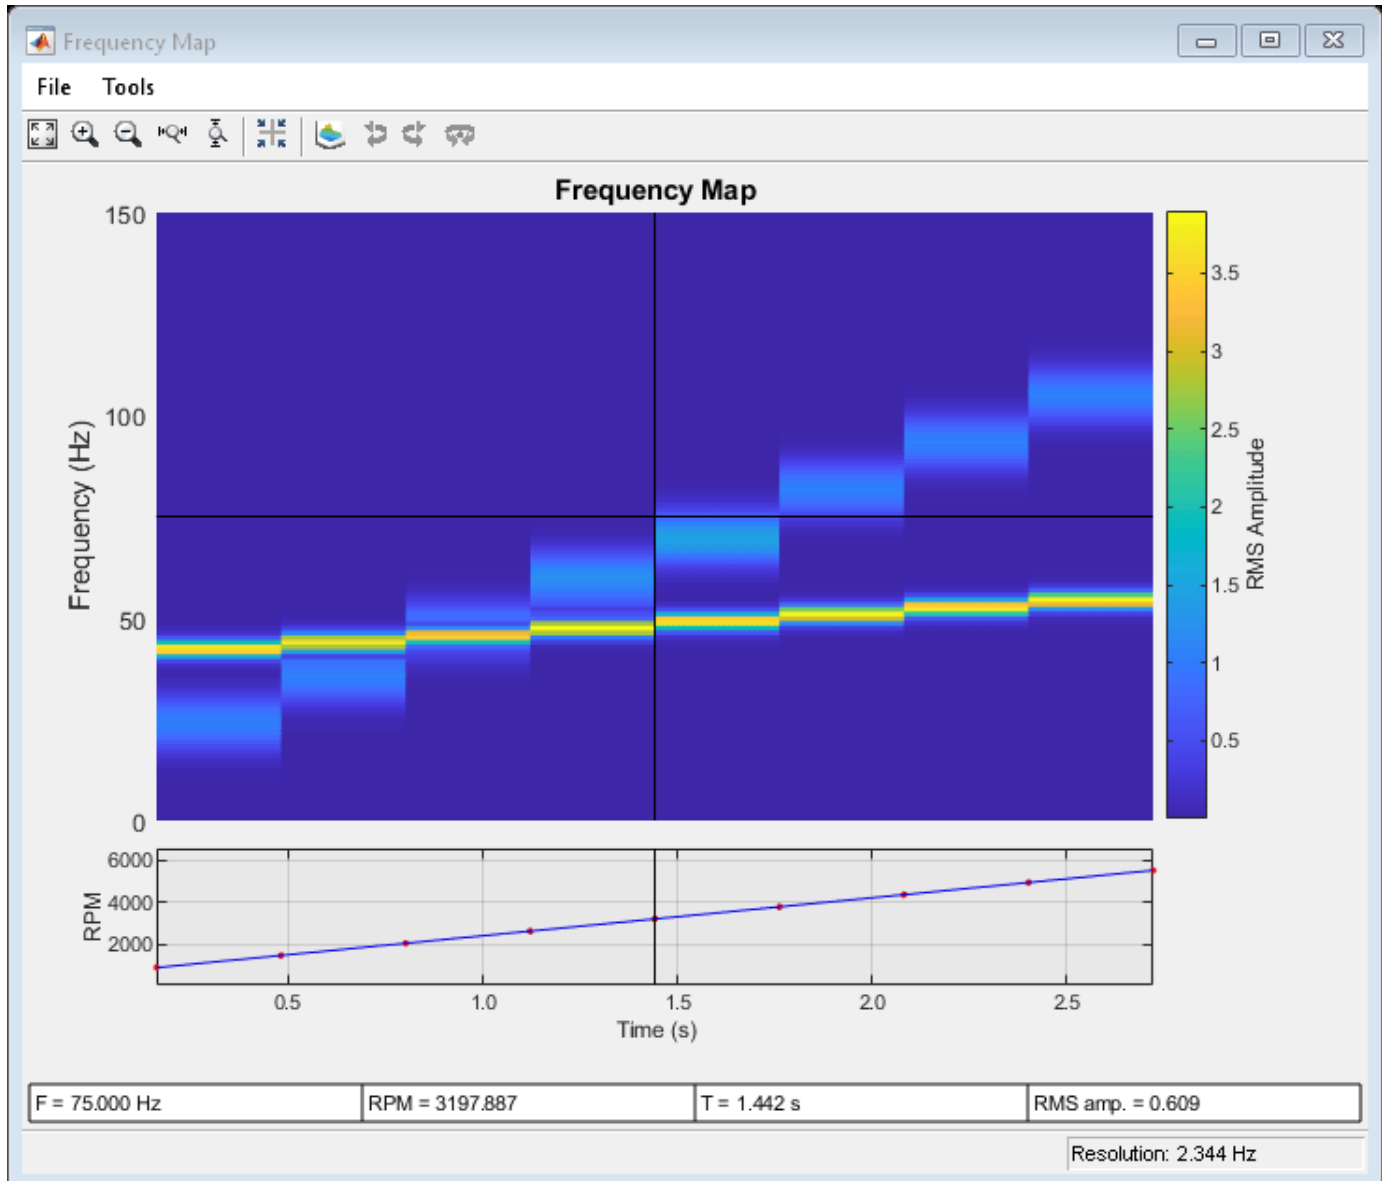 Frequency Map
File Tools
Frequency Map
150
100
50
0
Frequency (Hz)
3.5
3
2.5
2
1.5
1
0.5
RMS Amplitude
6000
4000
2000
RPM
0.5 1.0 1.5 2.0 2.5
Time (s)
F = 75.000 Hz RPM = 3197.887 T = 1.442 s RMS amp. = 0.609
Resolution: 2.344 Hz